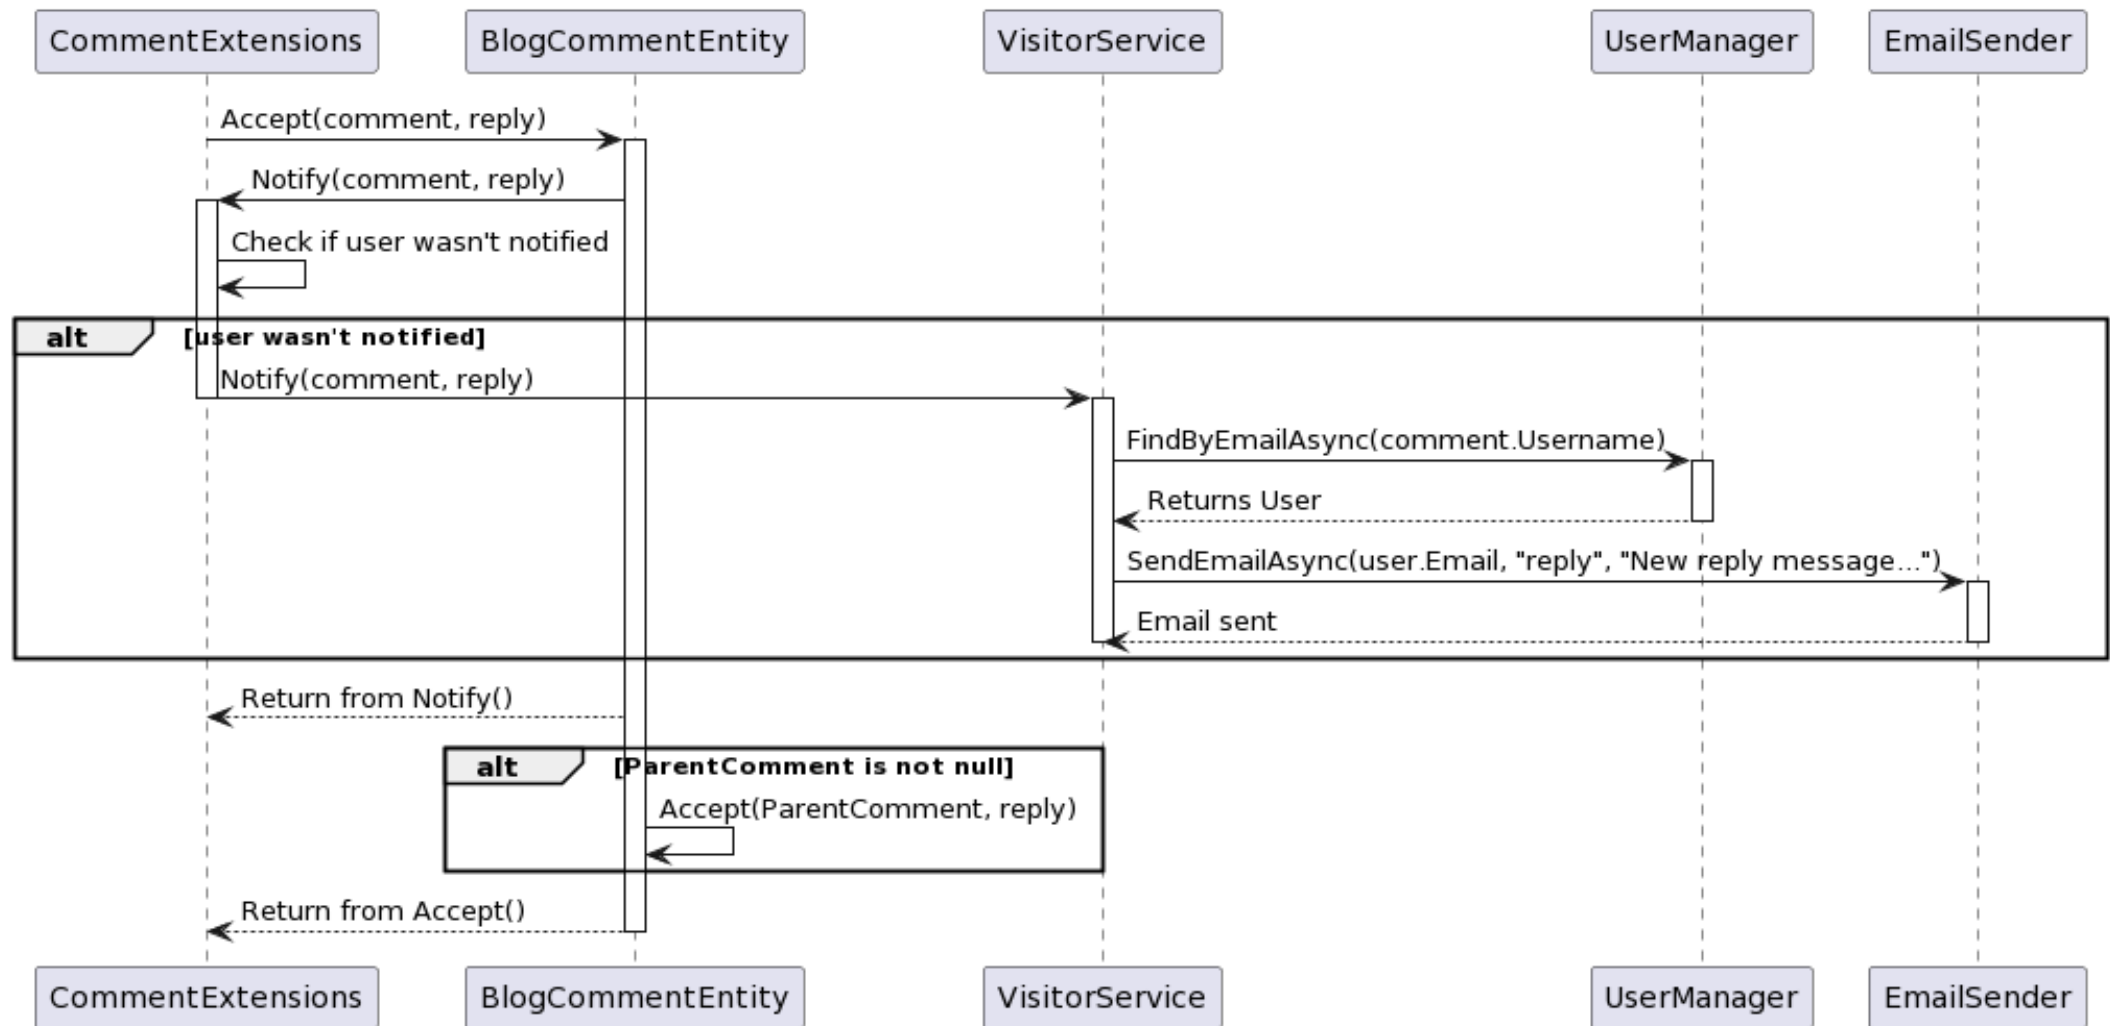 CommentExtensions
BlogCommentEntity
VisitorService
UserManager
EmailSender
Accept(comment, reply)
Notify(comment, reply)
Check if user wasn't notified
alt
[user wasn't notified]
Notify(comment, reply)
FindByEmailAsync(comment.Username)
Returns User
SendEmailAsync(user.Email, "reply", "New reply message...")
Email sent
Return from Notify()
alt
[ParentComment is not null]
Accept(ParentComment, reply)
Return from Accept()
CommentExtensions
BlogCommentEntity
VisitorService
UserManager
EmailSender